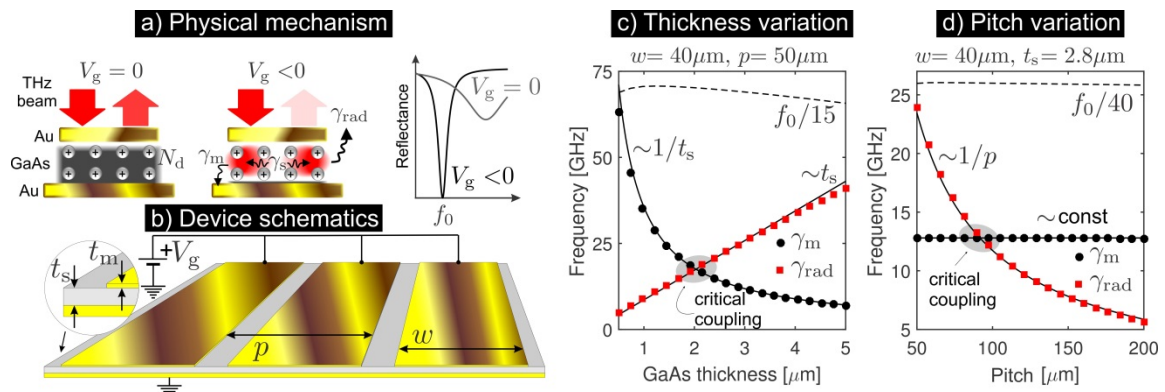 a) Physical mechanism
V_g = 0
V_g <0
THz
beam
Au
GaAs
Au
N_d
γ_m
γ_s
γ_rad
+ + + +
+ + + +
+ + + +
+ + + +
Reflectance
V_g = 0
V_g <0
f_0
b) Device schematics
t_m
t_s
+V_g
p
w
c) Thickness variation
w= 40μm, p= 50μm
Frequency [GHz]
75
50
25
0
f_0/15
~1/t_s
~t_s
γ_m
γ_rad
critical
coupling
1 2 3 4 5
GaAs thickness [μm]
d) Pitch variation
w= 40μm, t_s= 2.8μm
Frequency [GHz]
25
20
15
10
5
f_0/40
~1/p
~const
γ_m
γ_rad
critical
coupling
50 100 150 200
Pitch [μm]